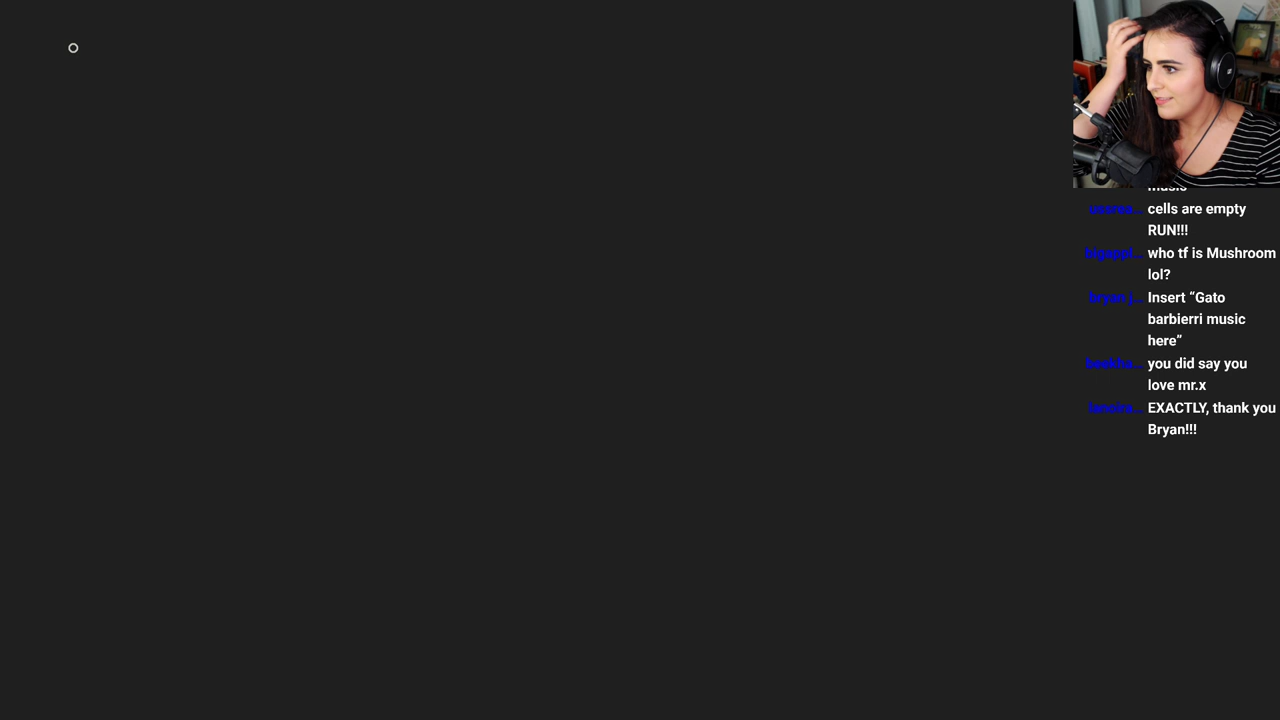 cells are empty
RUN!!!
who tf is Mushroom
lol?
bryan j... Insert “Gato
barbierri music
here”
you did say you
love mr.x
EXACTLY, thank you
Bryan!!!